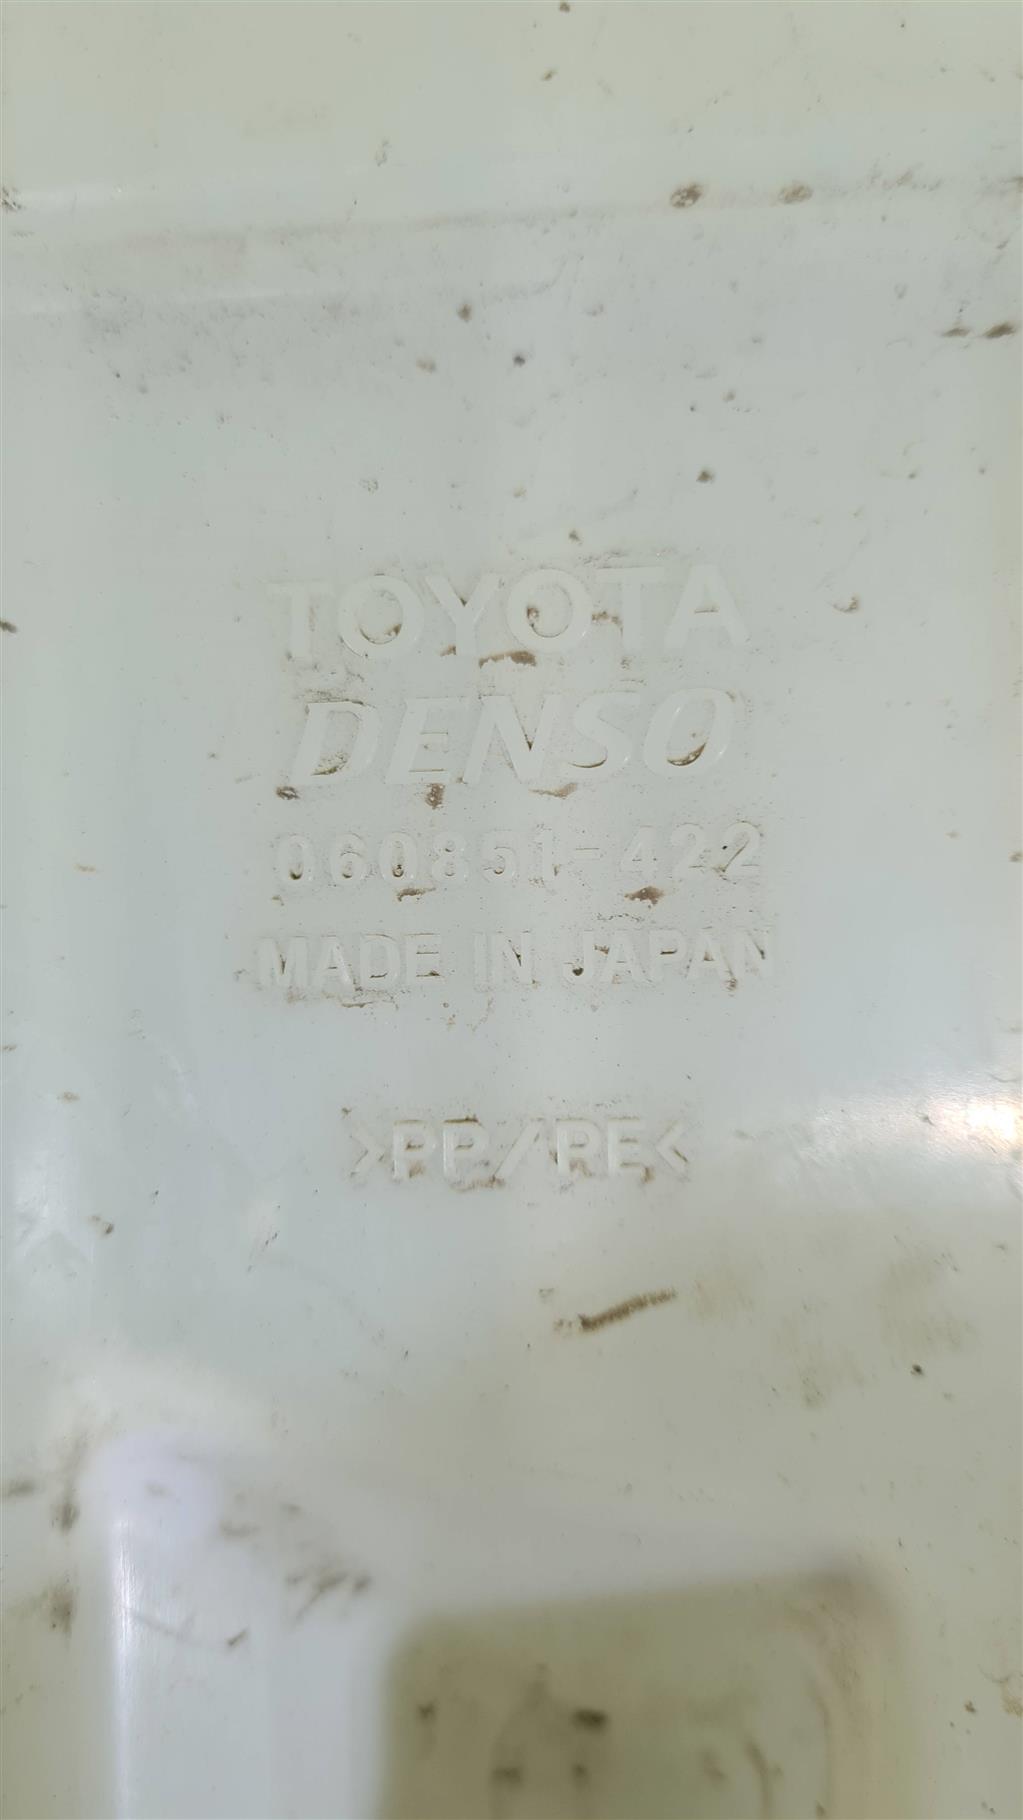 TOYOTA
DENSO
060851-422
MADE IN JAPAN
>PP/PE<